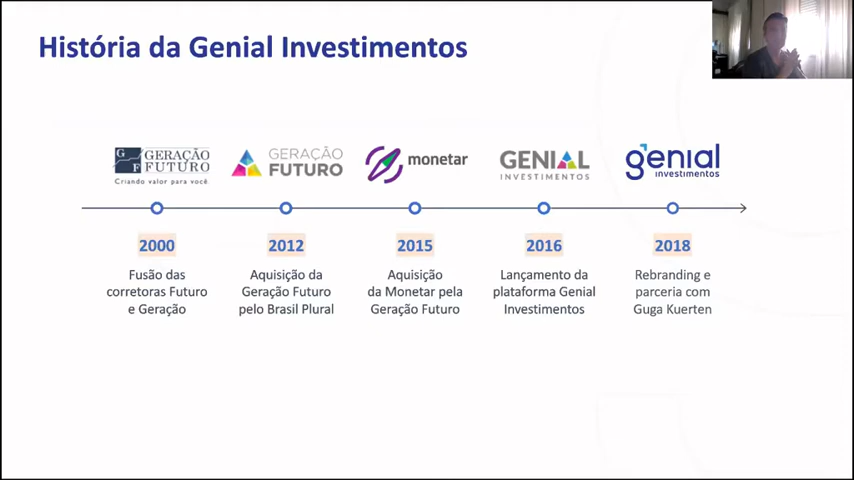 História da Genial Investimentos
G F GERAÇÃO FUTURO
Criando valor para você
GERAÇÃO
FUTURO
monetar
GENIAL
INVESTIMENTOS
genial
investimentos
2000
Fusão das
corretoras Futuro
e Geração
2012
Aquisição da
Geração Futuro
pelo Brasil Plural
2015
Aquisição
da Monetar pela
Geração Futuro
2016
Lançamento da
plataforma Genial
Investimentos
2018
Rebranding e
parceria com
Guga Kuerten